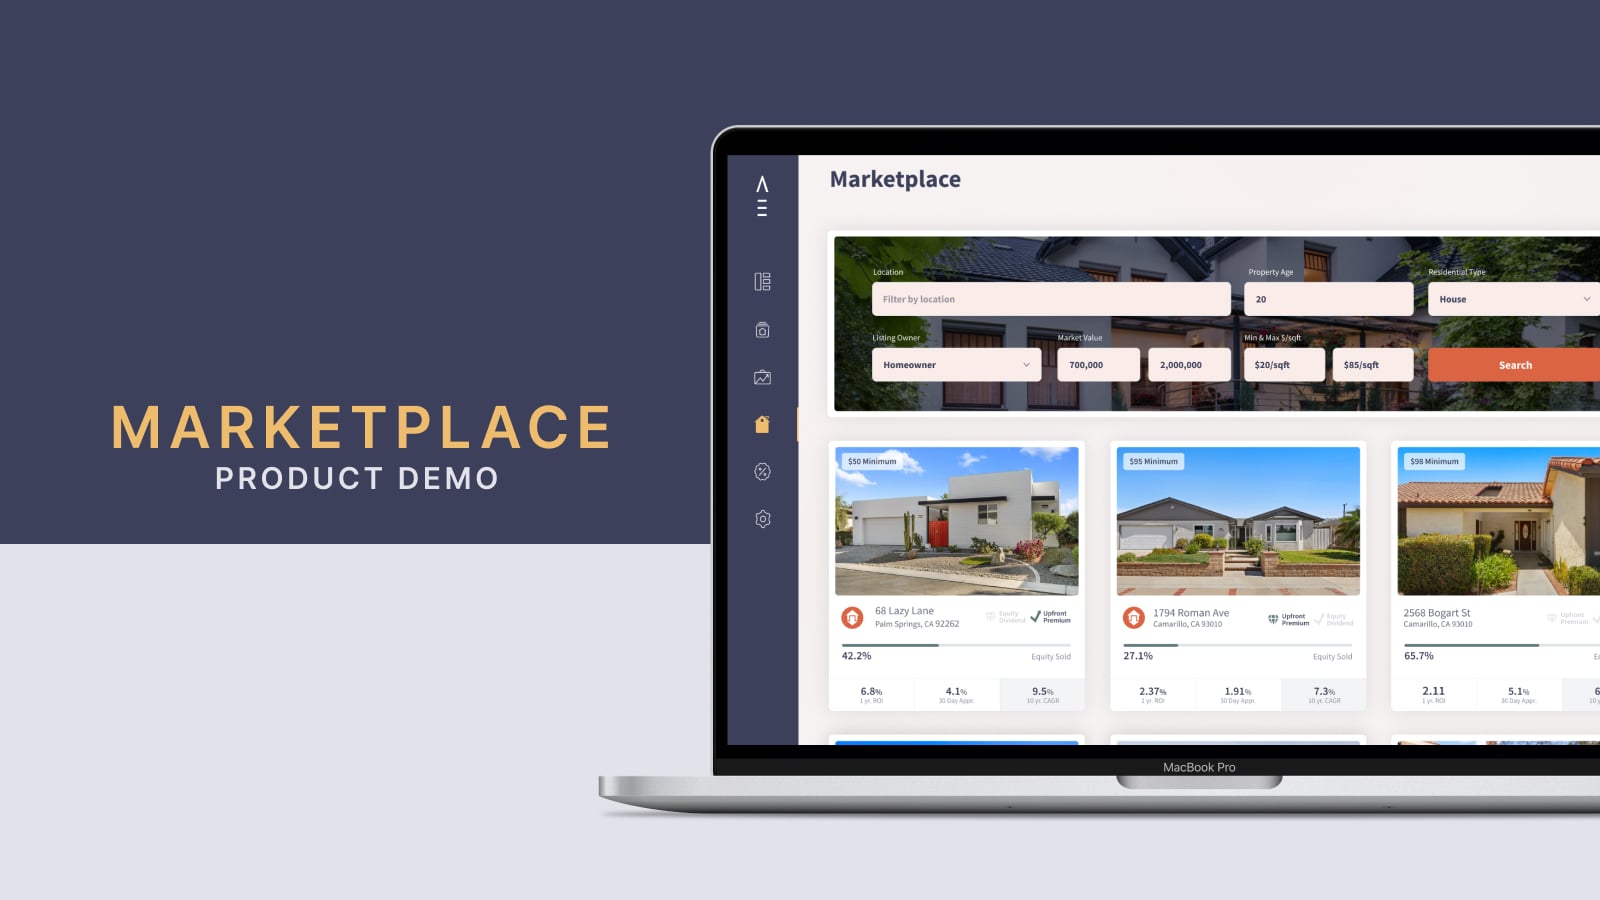 MARKETPLACE
PRODUCT DEMO
Marketplace
Location
Property Age
Residential Type
Filter by location
20
House
Listing Owner
Market Value
Min & Max $/sqft
Homeowner
700,000
2,000,000
$20/sqft
$85/sqft
Search
$50 Minimum
68 Lazy Lane
Palm Springs, CA 92262
Equity
Dividend
Upfront
Premium
42.2%
Equity Sold
6.8%
1 yr. ROI
4.1%
30 Day Appr.
9.5%
10 yr. CAGR
$95 Minimum
1794 Roman Ave
Camarillo, CA 93010
Upfront
Premium
Equity
Dividend
27.1%
Equity Sold
2.37%
1 yr. ROI
1.91%
30 Day Appr.
7.3%
10 yr. CAGR
$98 Minimum
2568 Bogart St
Camarillo, CA 93010
Upfront
Premium
65.7%
2.11
1 yr. ROI
5.1%
30 Day Appr.
MacBook Pro